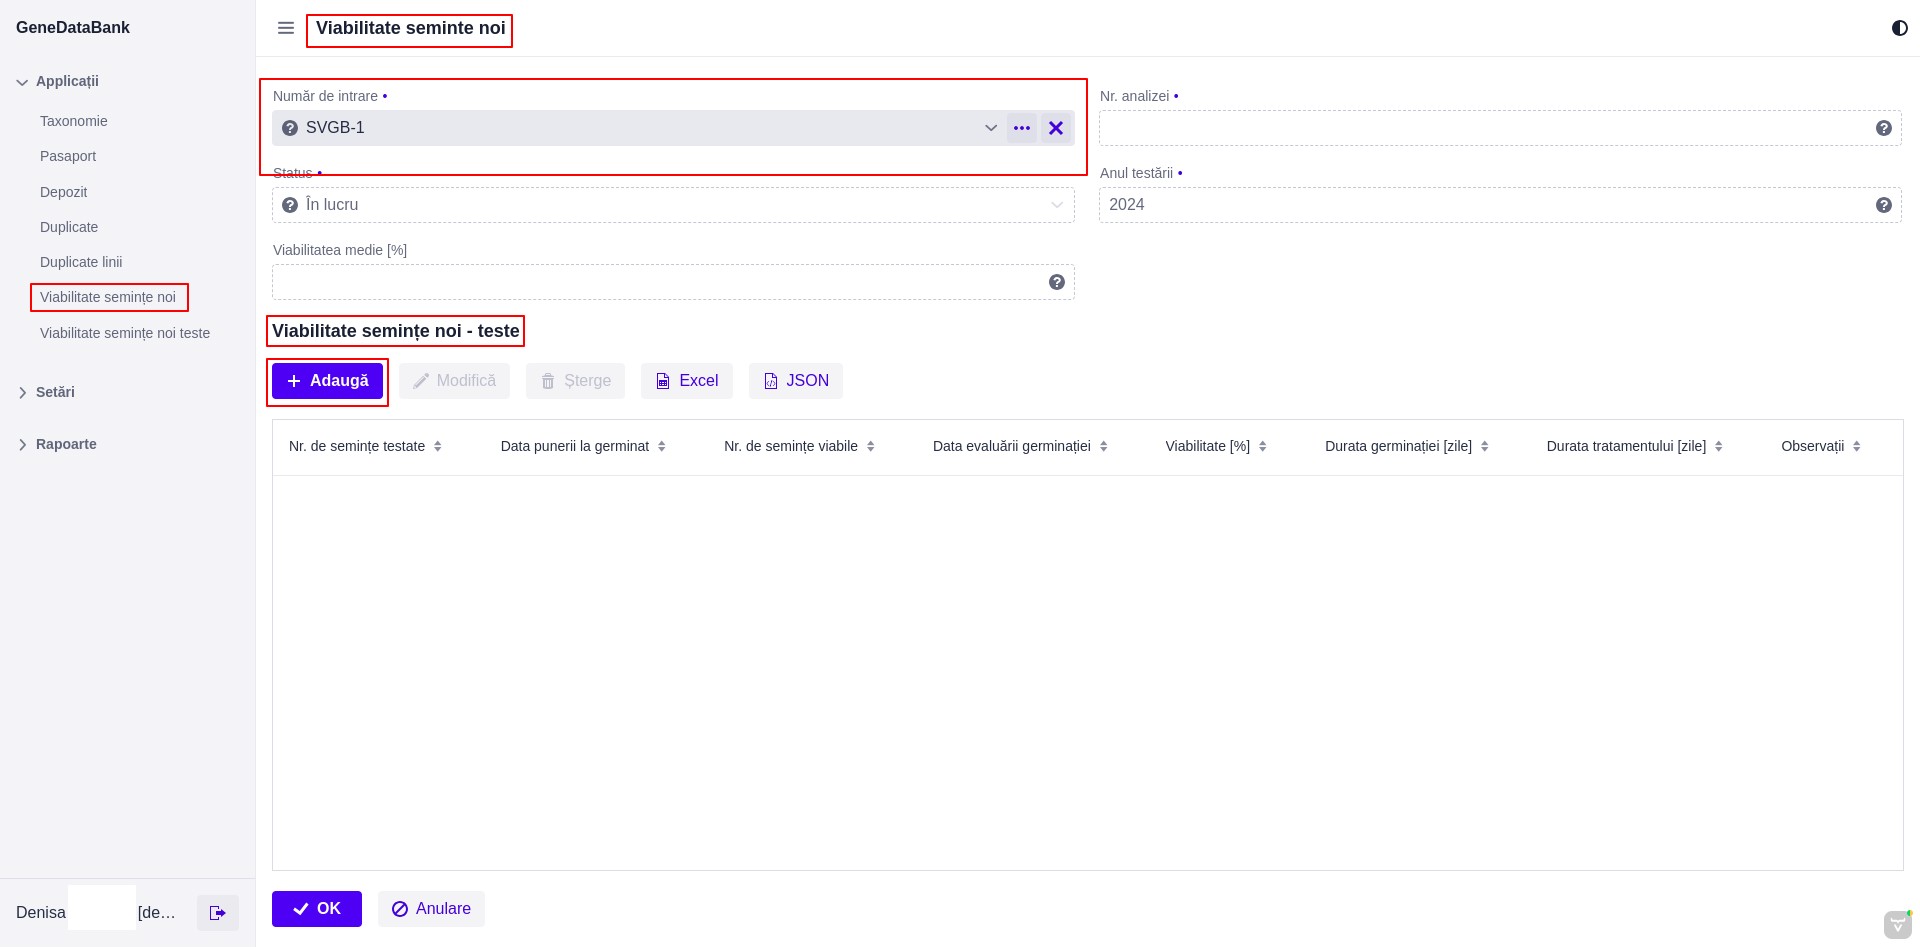 GeneDataBank
Viabilitate seminte noi
Applicații
Taxonomie
Pasaport
Depozit
Duplicate
Duplicate linii
Viabilitate semințe noi
Viabilitate semințe noi teste
Setări
Rapoarte
Număr de intrare •
SVGB-1
Nr. analizei •
Status •
În lucru
Anul testării •
2024
Viabilitatea medie [%]
Viabilitate semințe noi - teste
Adaugă
Modifică
Șterge
Excel
JSON
Nr. de semințe testate
Data punerii la germinat
Nr. de semințe viabile
Data evaluării germinației
Viabilitate [%]
Durata germinației [zile]
Durata tratamentului [zile]
Observații
OK
Anulare
Denisa
[de…